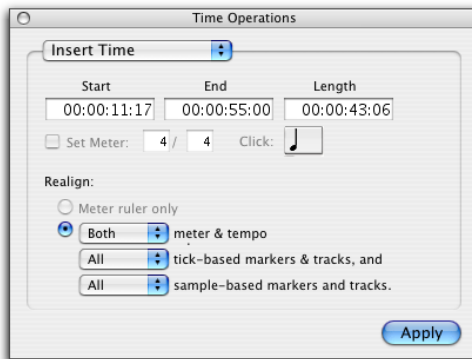 Time Operations
Insert Time
Start End Length
00:00:11:17 00:00:55:00 00:00:43:06
Set Meter: 4 / 4 Click:
Realign:
Meter ruler only
Both meter & tempo
All tick-based markers & tracks, and
All sample-based markers and tracks.
Apply